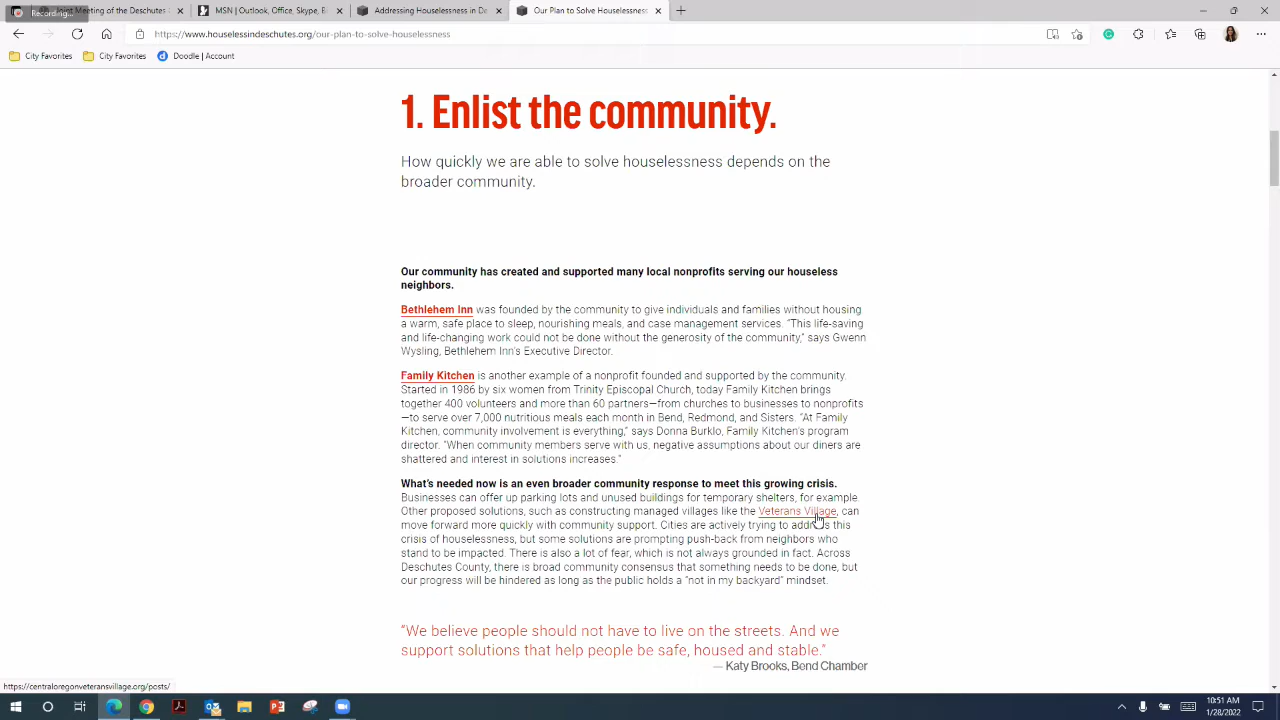 Recording...
Joint Meeting of the Deschutes
MSN | Outlook, Office, Skype, B
Addressing Houselessness in De
Our Plan to Solve Houselessness
https://www.houselessindeschutes.org/our-plan-to-solve-houselessness
City Favorites
City Favorites
Doodle | Account
1. Enlist the community.
How quickly we are able to solve houselessness depends on the
broader community.
Our community has created and supported many local nonprofits serving our houseless
neighbors.
Bethlehem Inn was founded by the community to give individuals and families without housing
a warm, safe place to sleep, nourishing meals, and case management services. “This life-saving
and life-changing work could not be done without the generosity of the community,” says Gwenn
Wysling, Bethlehem Inn’s Executive Director.
Family Kitchen is another example of a nonprofit founded and supported by the community.
Started in 1986 by six women from Trinity Episcopal Church, today Family Kitchen brings
together 400 volunteers and more than 60 partners—from churches to businesses to nonprofits
—to serve over 7,000 nutritious meals each month in Bend, Redmond, and Sisters. “At Family
Kitchen, community involvement is everything,” says Donna Burklo, Family Kitchen’s program
director. “When community members serve with us, negative assumptions about our diners are
shattered and interest in solutions increases.”
What’s needed now is an even broader community response to meet this growing crisis.
Businesses can offer up parking lots and unused buildings for temporary shelters, for example.
Other proposed solutions, such as constructing managed villages like the Veterans Village, can
move forward more quickly with community support. Cities are actively trying to address this
crisis of houselessness, but some solutions are prompting push-back from neighbors who
stand to be impacted. There is also a lot of fear, which is not always grounded in fact. Across
Deschutes County, there is broad community consensus that something needs to be done, but
our progress will be hindered as long as the public holds a “not in my backyard” mindset.
“We believe people should not have to live on the streets. And we
support solutions that help people be safe, housed and stable.”
— Katy Brooks, Bend Chamber
https://centraloregonveteransvillage.org/posts/
10:51 AM
1/28/2022